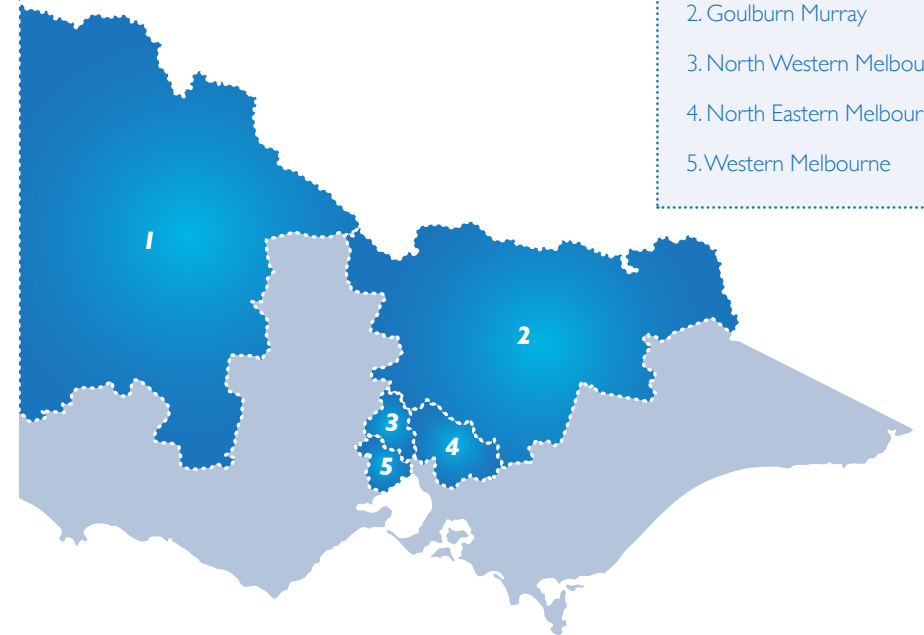 2. Goulburn Murray
3. North Western Melbou
4. North Eastern Melbour
5. Western Melbourne
1
2
3
4
5